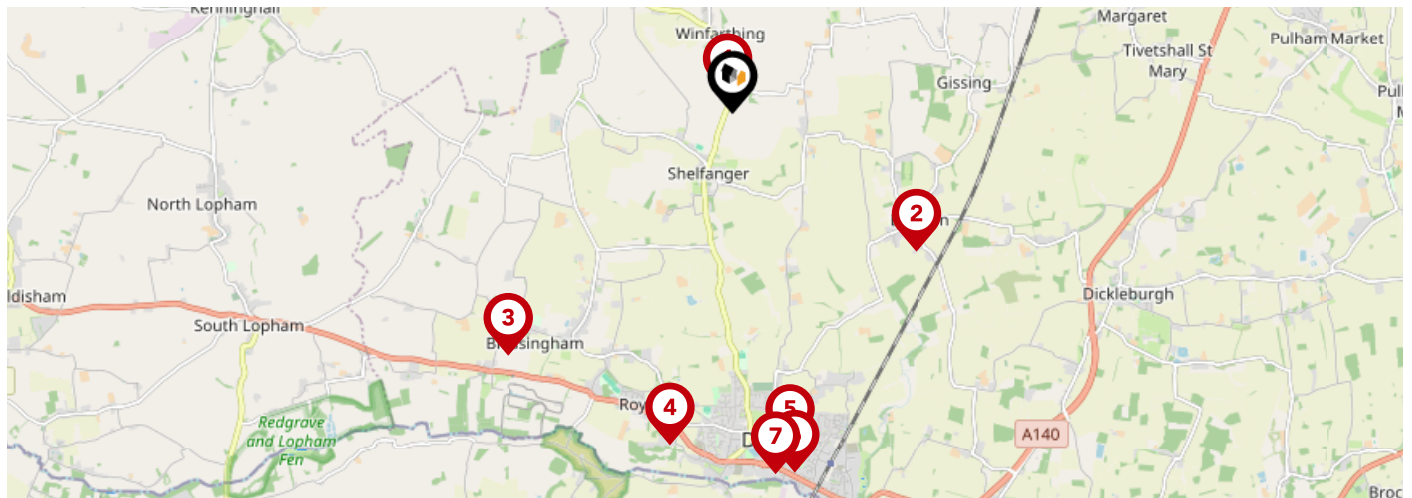 Kenninghall
Winfarthing
Margaret
Tivetshall St
Mary
Pulham Market
Gissing
Shelfanger
North Lopham
2
South Lopham
3
Dickleburgh
4
5
7
Redgrave
and Lopham
Fen
A140